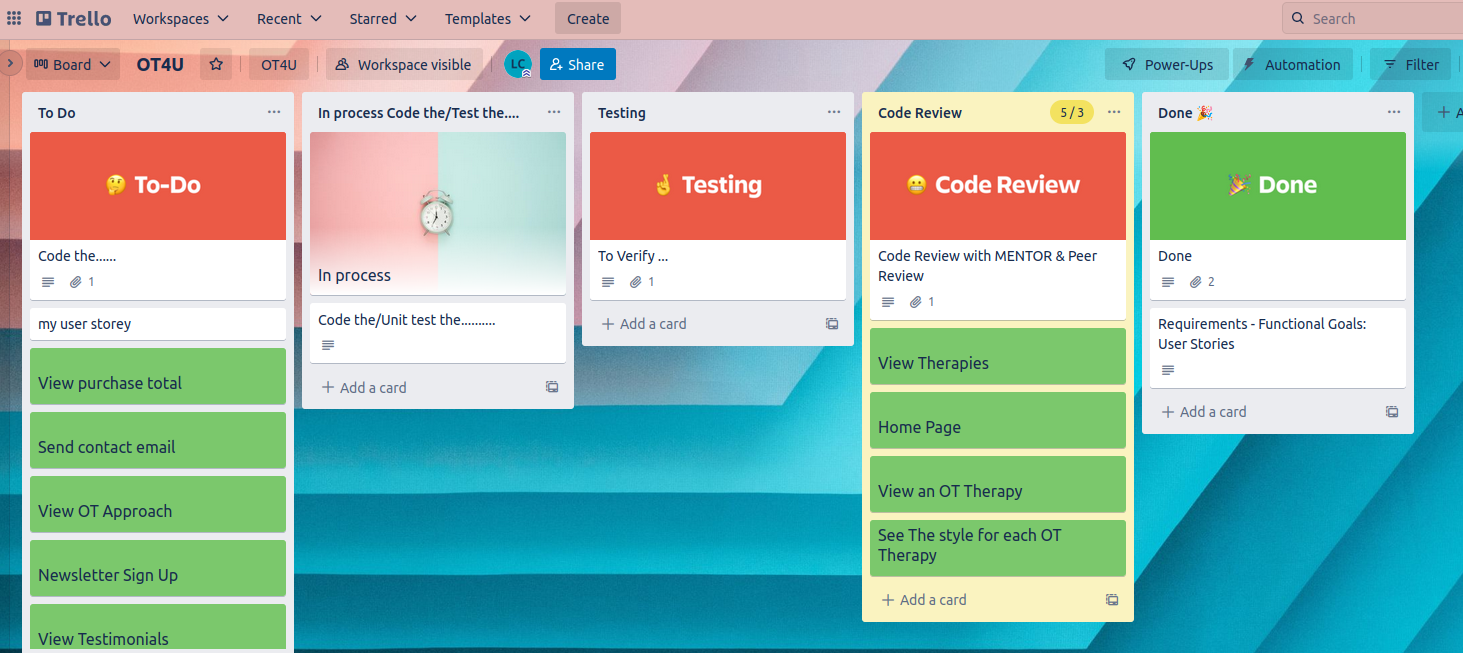 Trello Workspaces Recent Starred Templates Create Search
Board OT4U OT4U Workspace visible LC Share Power-Ups Automation Filter
To Do
🤔 To-Do
Code the......
1
my user storey
View purchase total
Send contact email
View OT Approach
Newsletter Sign Up
View Testimonials
In process Code the/Test the....
In process
Code the/Unit test the..........
+ Add a card
Testing
🤞 Testing
To Verify ...
1
+ Add a card
Code Review 5 / 3
😬 Code Review
Code Review with MENTOR & Peer
Review
1
View Therapies
Home Page
View an OT Therapy
See The style for each OT
Therapy
+ Add a card
Done 🎉
🎉 Done
Done
2
Requirements - Functional Goals:
User Stories
+ Add a card